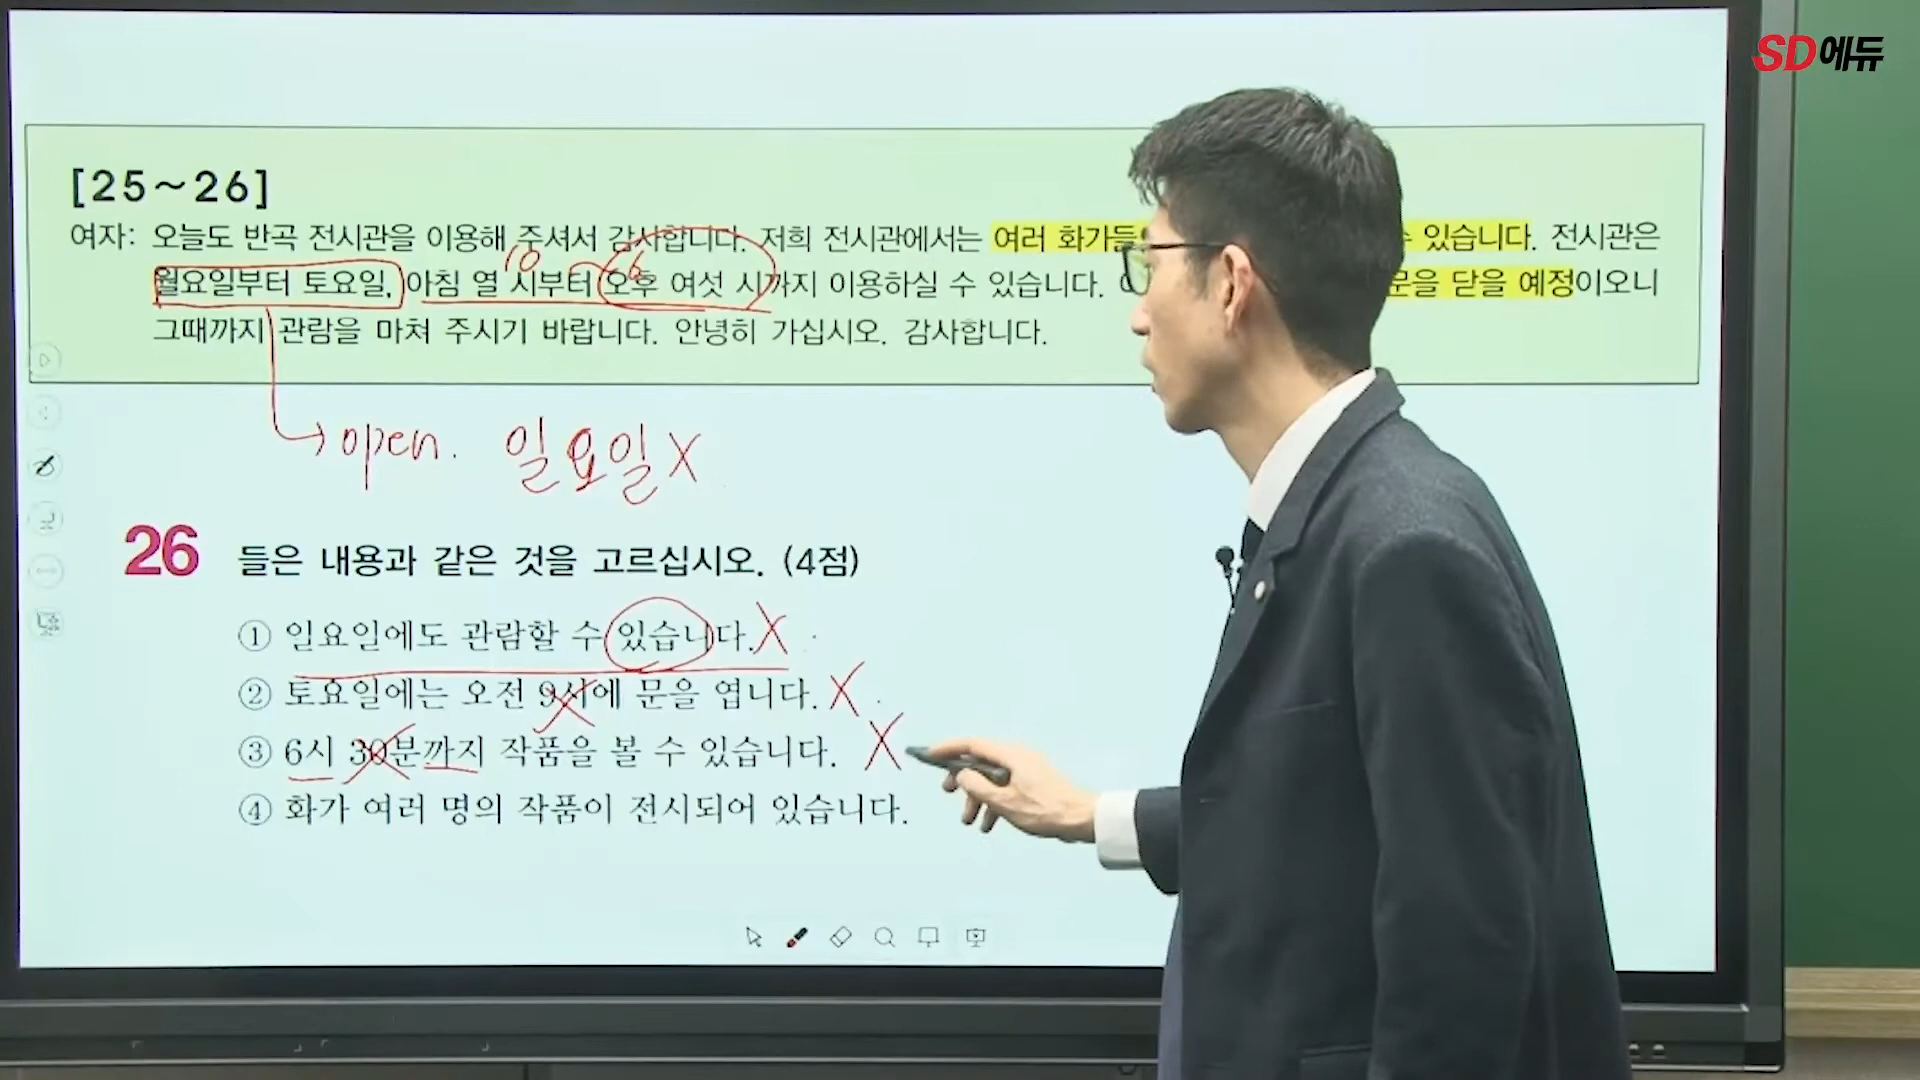 SD에듀
[25~26]
여자: 오늘도 반곡 전시관을 이용해 주셔서 감사합니다. 저희 전시관에서는 여러 화가들 있습니다. 전시관은
10 ~ 6
월요일부터 토요일, 아침 열 시부터 오후 여섯 시까지 이용하실 수 있습니다. 문을 닫을 예정이오니
그때까지 관람을 마쳐 주시기 바랍니다. 안녕히 가십시오. 감사합니다.
→ open. 일요일 X
26 들은 내용과 같은 것을 고르십시오. (4점)
① 일요일에도 관람할 수 있습니다. X
② 토요일에는 오전 9시에 문을 엽니다. X
③ 6시 30분까지 작품을 볼 수 있습니다. X
④ 화가 여러 명의 작품이 전시되어 있습니다.